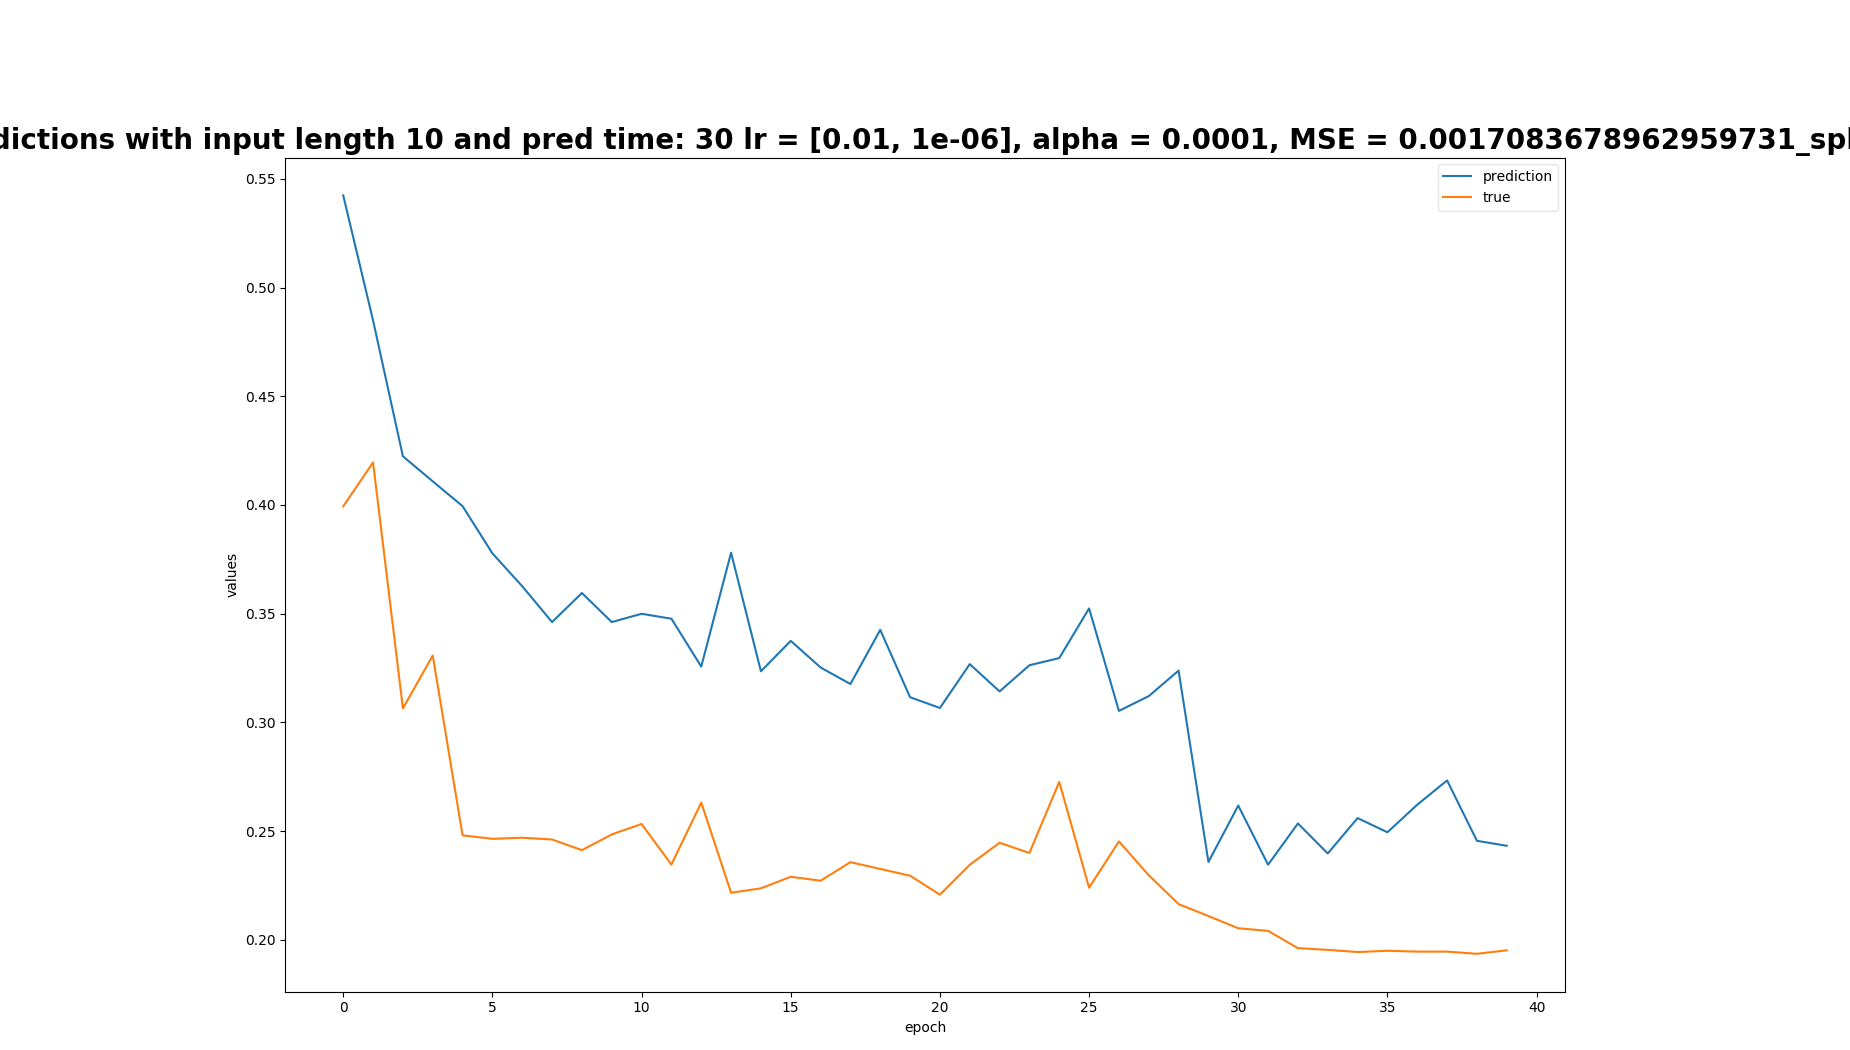 with input length 10 and pred time: 30 lr = [0.01, 1e-06], alpha = 0.0001, MSE = 0.0017083678962959731
prediction
true
0.55
0.50
0.45
0.40
0.35
0.30
0.25
0.20
values
0 5 10 15 20 25 30 35 40
epoch